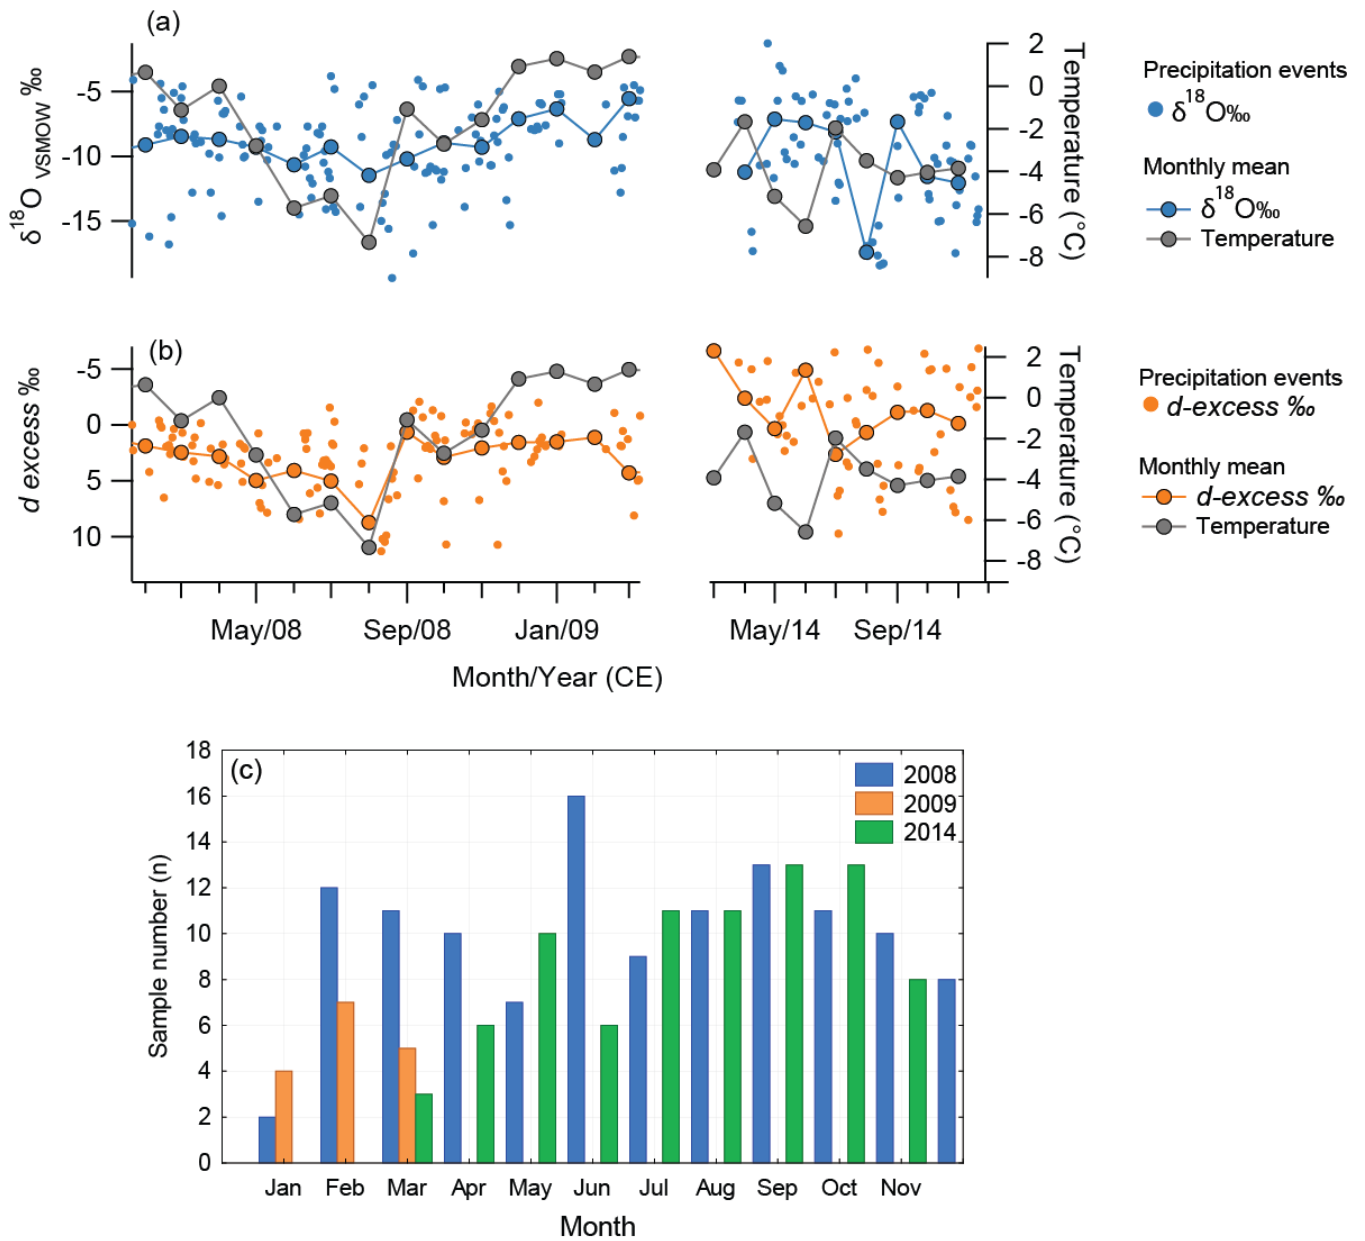 (a)
-5
-10
-15
δ18O VSMOW ‰
2
0
-2
-4
-6
-8
Temperature (°C)
Precipitation events
δ18O‰
Monthly mean
δ18O‰
Temperature
(b)
-5
0
5
10
d excess ‰
2
0
-2
-4
-6
-8
Temperature (°C)
Precipitation events
d-excess ‰
Monthly mean
d-excess ‰
Temperature
May/08 Sep/08 Jan/09 May/14 Sep/14
Month/Year (CE)
(c)
2008
2009
2014
18
16
14
12
10
8
6
4
2
0
Sample number (n)
Jan Feb Mar Apr May Jun Jul Aug Sep Oct Nov
Month